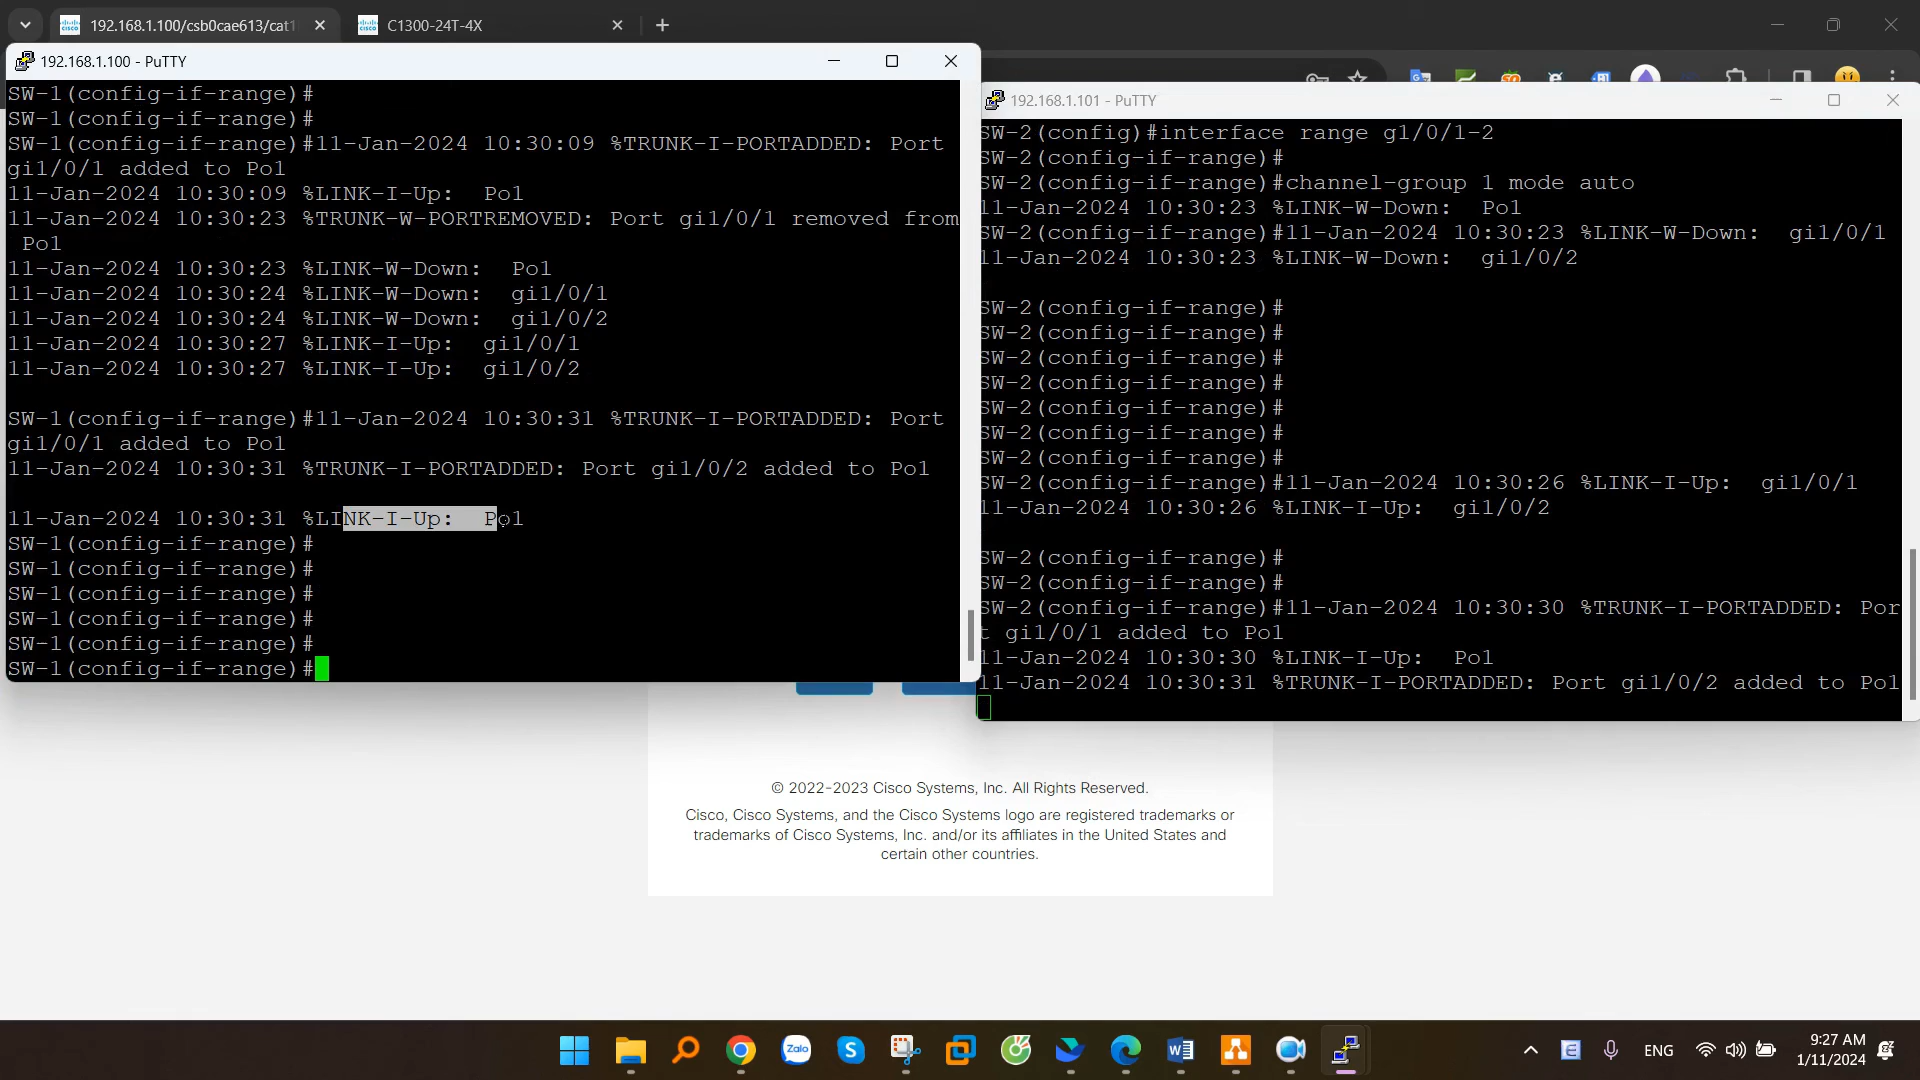 192.168.1.100/csb0cae613/cat1
C1300-24T-4X
192.168.1.100 - PuTTY
SW-1(config-if-range)#
SW-1(config-if-range)#
SW-1(config-if-range)#11-Jan-2024 10:30:09 %TRUNK-I-PORTADDED: Port
gi1/0/1 added to Po1
11-Jan-2024 10:30:09 %LINK-I-Up:  Po1
11-Jan-2024 10:30:23 %TRUNK-W-PORTREMOVED: Port gi1/0/1 removed from
Po1
11-Jan-2024 10:30:23 %LINK-W-Down:  Po1
11-Jan-2024 10:30:24 %LINK-W-Down:  gi1/0/1
11-Jan-2024 10:30:24 %LINK-W-Down:  gi1/0/2
11-Jan-2024 10:30:27 %LINK-I-Up:  gi1/0/1
11-Jan-2024 10:30:27 %LINK-I-Up:  gi1/0/2
SW-1(config-if-range)#11-Jan-2024 10:30:31 %TRUNK-I-PORTADDED: Port
gi1/0/1 added to Po1
11-Jan-2024 10:30:31 %TRUNK-I-PORTADDED: Port gi1/0/2 added to Po1
11-Jan-2024 10:30:31 %LINK-I-Up:  Po1
SW-1(config-if-range)#
SW-1(config-if-range)#
SW-1(config-if-range)#
SW-1(config-if-range)#
SW-1(config-if-range)#
SW-1(config-if-range)#
192.168.1.101 - PuTTY
SW-2(config)#interface range g1/0/1-2
SW-2(config-if-range)#
SW-2(config-if-range)#channel-group 1 mode auto
11-Jan-2024 10:30:23 %LINK-W-Down:  Po1
SW-2(config-if-range)#11-Jan-2024 10:30:23 %LINK-W-Down:  gi1/0/1
11-Jan-2024 10:30:23 %LINK-W-Down:  gi1/0/2
SW-2(config-if-range)#
SW-2(config-if-range)#
SW-2(config-if-range)#
SW-2(config-if-range)#
SW-2(config-if-range)#
SW-2(config-if-range)#
SW-2(config-if-range)#
SW-2(config-if-range)#11-Jan-2024 10:30:26 %LINK-I-Up:  gi1/0/1
11-Jan-2024 10:30:26 %LINK-I-Up:  gi1/0/2
SW-2(config-if-range)#
SW-2(config-if-range)#
SW-2(config-if-range)#11-Jan-2024 10:30:30 %TRUNK-I-PORTADDED: Por
t gi1/0/1 added to Po1
11-Jan-2024 10:30:30 %LINK-I-Up:  Po1
11-Jan-2024 10:30:31 %TRUNK-I-PORTADDED: Port gi1/0/2 added to Po1
© 2022-2023 Cisco Systems, Inc. All Rights Reserved.
Cisco, Cisco Systems, and the Cisco Systems logo are registered trademarks or
trademarks of Cisco Systems, Inc. and/or its affiliates in the United States and
certain other countries.
Zalo
ENG
9:27 AM
1/11/2024